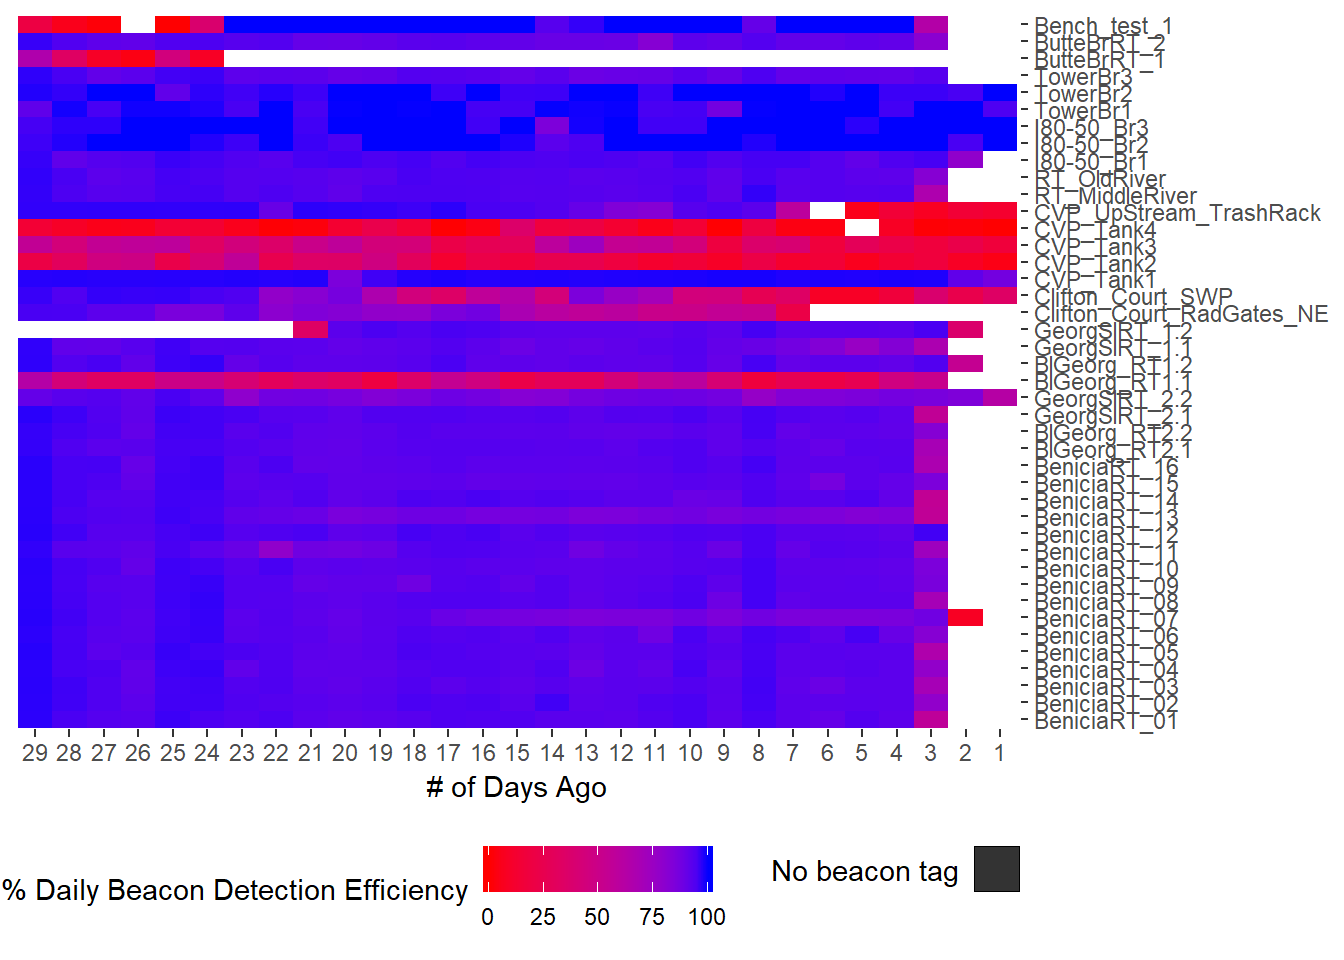 Bench_test_1
ButteBrRT_2
ButteBrRT_1
TowerBr3
TowerBr2
TowerBr1
I80-50_Br3
I80-50_Br2
I80-50_Br1
RT_OldRiver
RT_MiddleRiver
CVP_UpStream_TrashRack
CVP_Tank4
CVP_Tank3
CVP_Tank2
CVP_Tank1
Clifton_Court_SWP
Clifton_Court_RadGates_NE
GeorgSlRT_1.2
GeorgSlRT_1.1
BlGeorg_RT1.2
BlGeorg_RT1.1
GeorgSlRT_2.2
GeorgSlRT_2.1
BlGeorg_RT2.2
BlGeorg_RT2.1
BeniciaRT_16
BeniciaRT_15
BeniciaRT_14
BeniciaRT_13
BeniciaRT_12
BeniciaRT_11
BeniciaRT_10
BeniciaRT_09
BeniciaRT_08
BeniciaRT_07
BeniciaRT_06
BeniciaRT_05
BeniciaRT_04
BeniciaRT_03
BeniciaRT_02
BeniciaRT_01
29 28 27 26 25 24 23 22 21 20 19 18 17 16 15 14 13 12 11 10 9 8 7 6 5 4 3 2 1
# of Days Ago
% Daily Beacon Detection Efficiency
0 25 50 75 100
No beacon tag